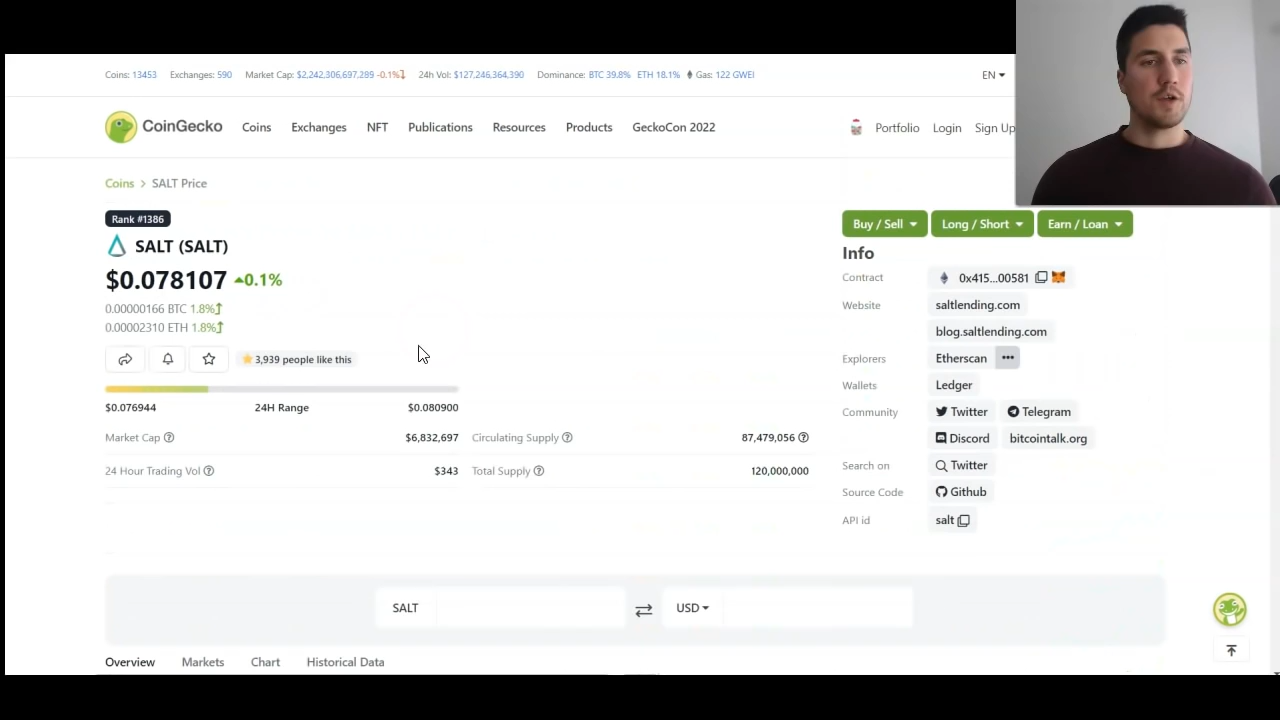 Coins: 13453 Exchanges: 590 Market Cap: $2,242,306,697,289 -0.1% 24h Vol: $127,246,364,390 Dominance: BTC 39.8% ETH 18.1% Gas: 122 GWEI EN
CoinGecko Coins Exchanges NFT Publications Resources Products GeckoCon 2022 Portfolio Login Sign Up
Coins > SALT Price
Rank #1386
SALT (SALT)
$0.078107 0.1%
0.00000166 BTC 1.8%
0.00002310 ETH 1.8%
3,939 people like this
$0.076944 24H Range $0.080900
Market Cap $6,832,697 Circulating Supply 87,479,056
24 Hour Trading Vol $343 Total Supply 120,000,000
Buy / Sell Long / Short Earn / Loan
Info
Contract 0x415...00581
Website saltlending.com
blog.saltlending.com
Explorers Etherscan •••
Wallets Ledger
Community Twitter Telegram
Discord bitcointalk.org
Search on Twitter
Source Code Github
API id salt
SALT USD
Overview Markets Chart Historical Data